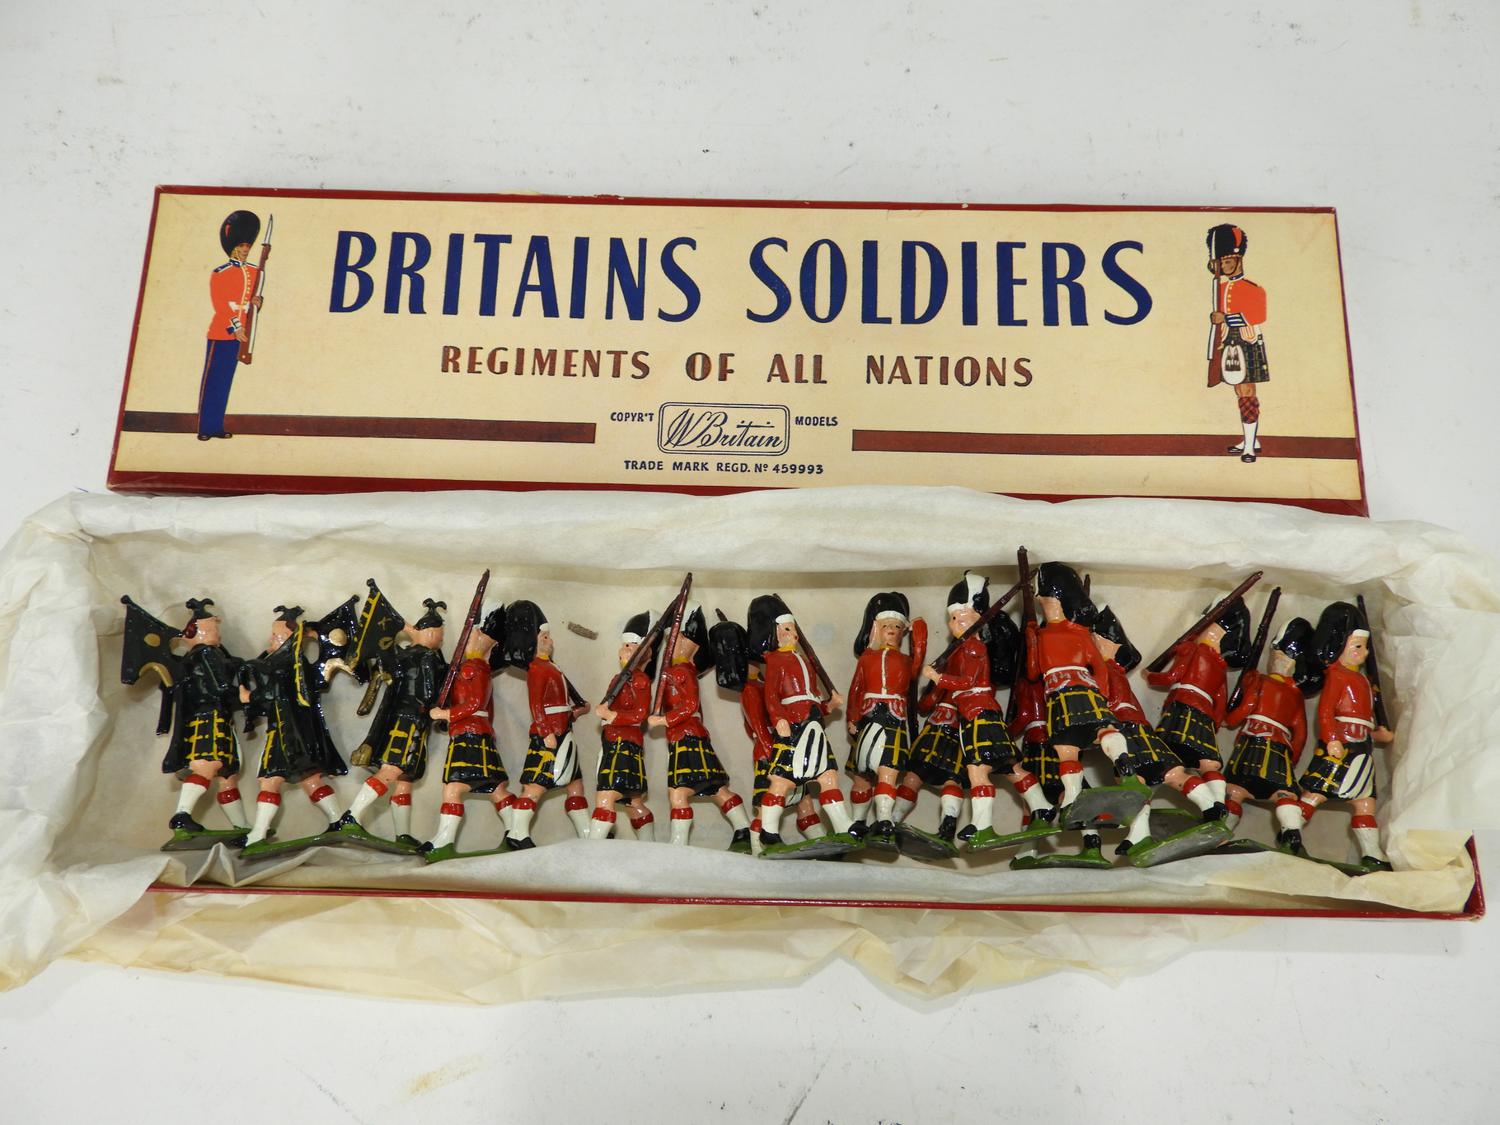 BRITAINS SOLDIERS
REGIMENTS OF ALL NATIONS
COPYR'T W Britain MODELS
TRADE MARK REGD. Nº 459993